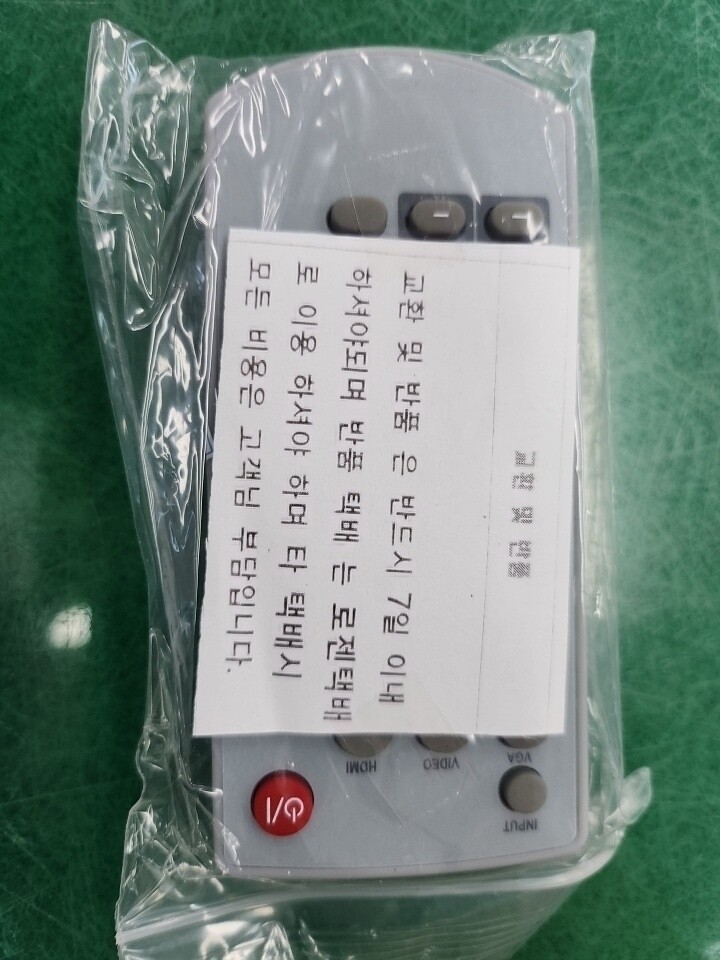 교환 및 반품
교환 및 반품 은 반드시 7일 이내
하셔야되며 반품 택배 는 로젠택배
로 이용 하셔야 하며 타 택배시
모든 비용은 고객님 부담입니다.
HDMI
VIDEO
VGA
INPUT